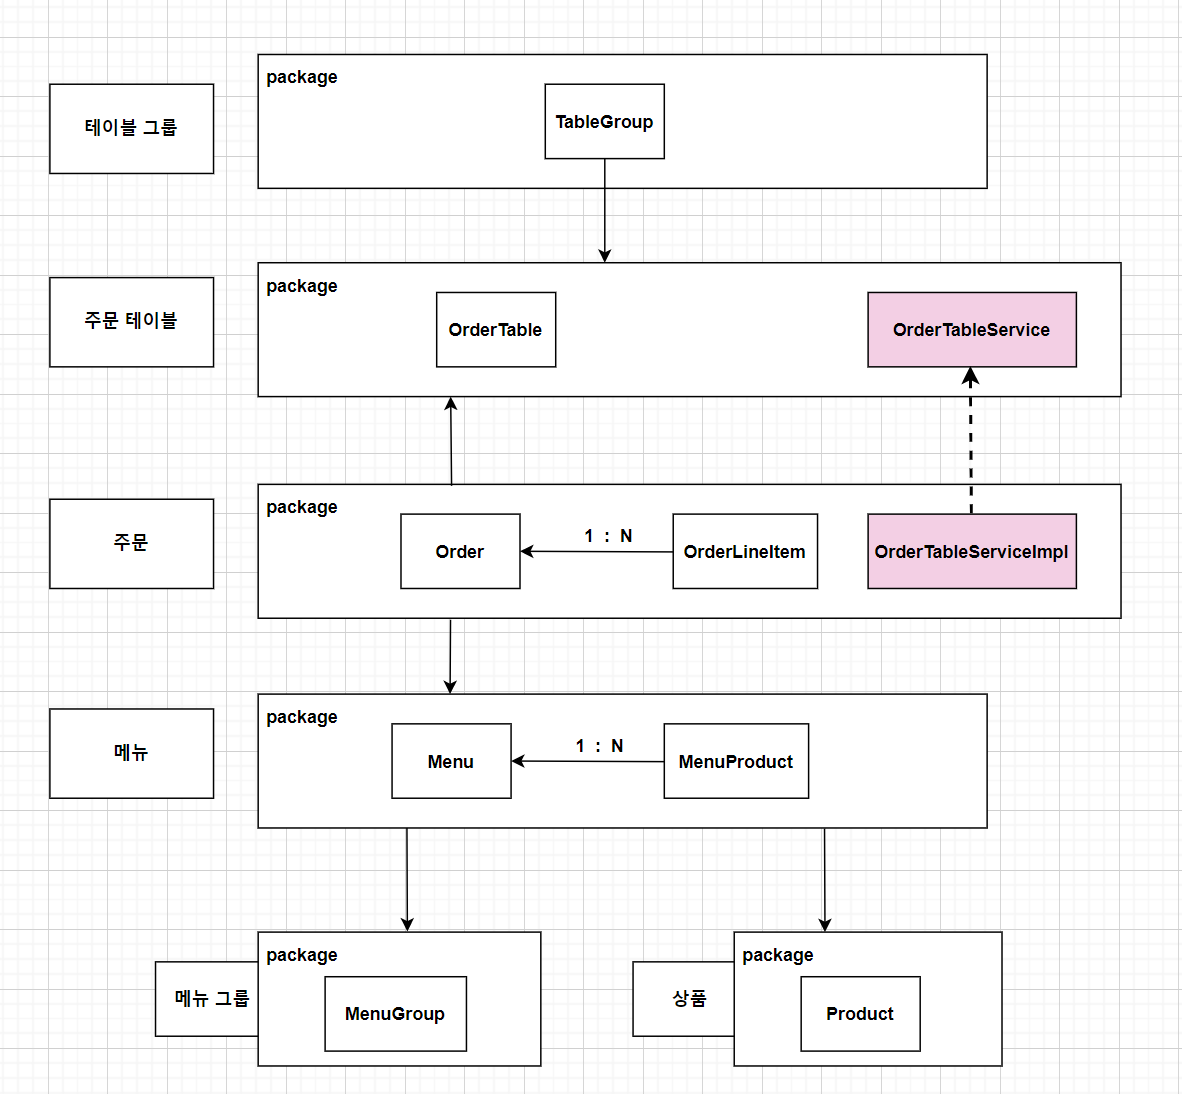 테이블 그룹
package
TableGroup
주문 테이블
package
OrderTable
OrderTableService
주문
package
Order
1 : N
OrderLineItem
OrderTableServiceImpl
메뉴
package
Menu
1 : N
MenuProduct
메뉴 그룹
package
MenuGroup
상품
package
Product